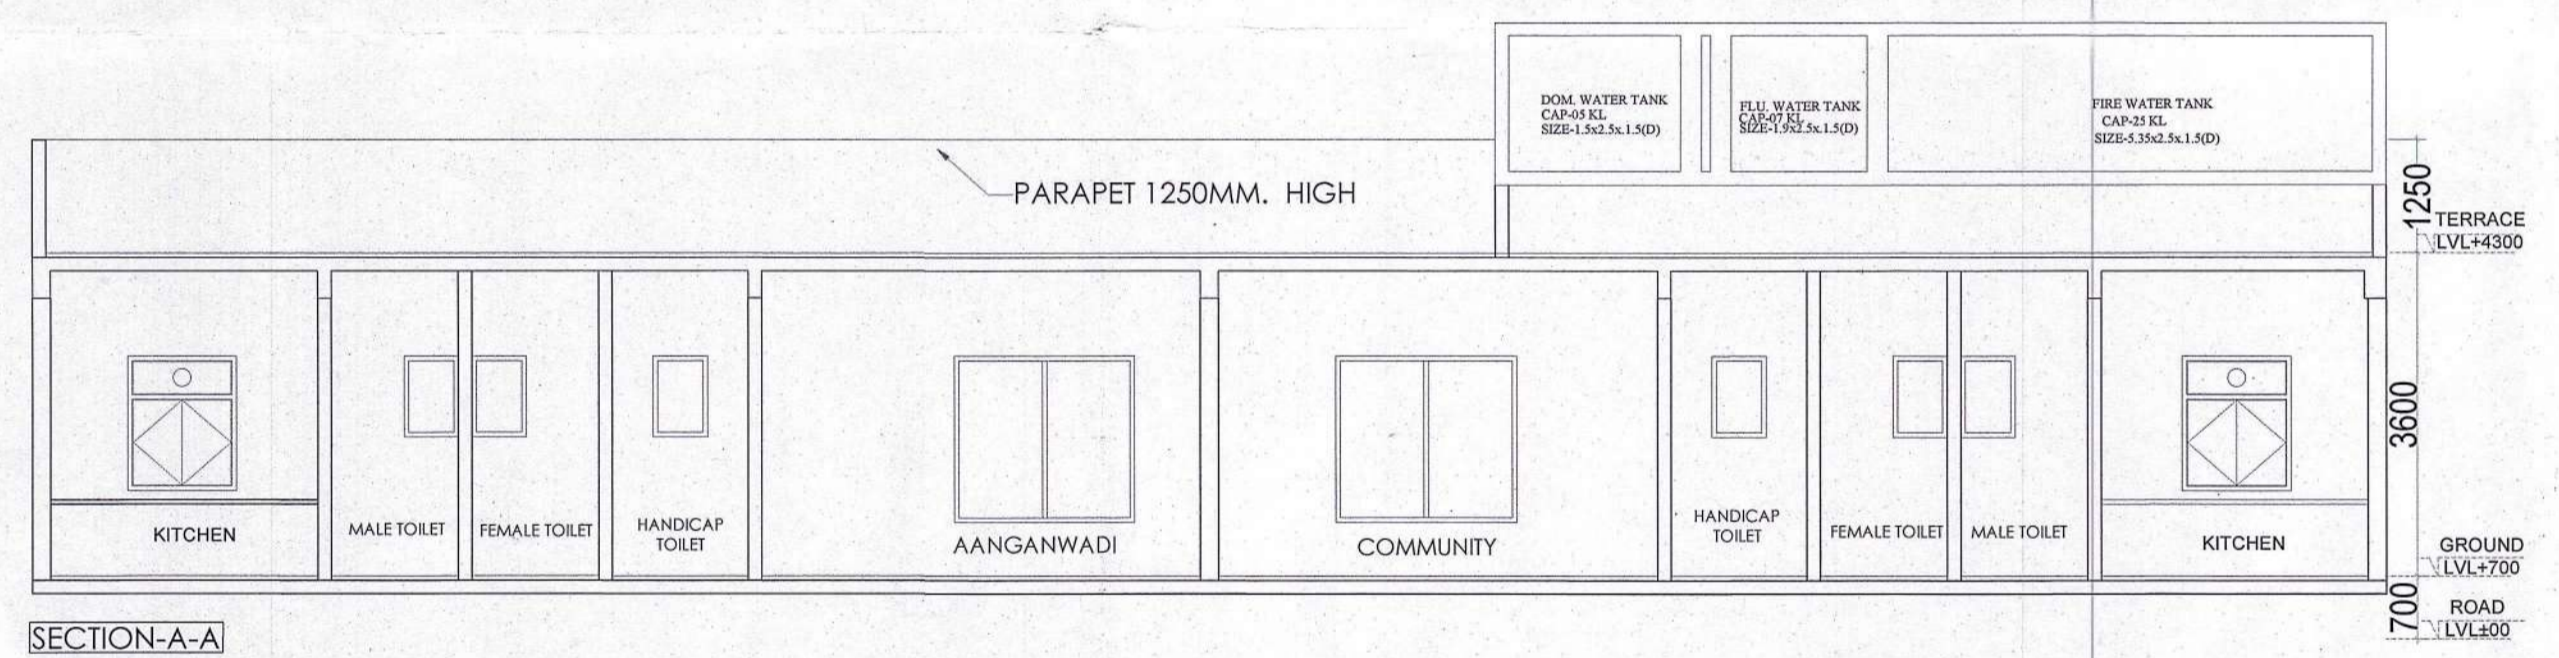 DOM. WATER TANK
CAP-05 KL
SIZE-1.5x2.5x.1.5(D)
FLU. WATER TANK
CAP-07 KL
SIZE-1.9x2.5x.1.5(D)
FIRE WATER TANK
CAP-25 KL
SIZE-5.35x2.5x.1.5(D)
PARAPET 1250MM. HIGH
1250
TERRACE
LVL+4300
3600
KITCHEN
MALE TOILET
FEMALE TOILET
HANDICAP
TOILET
AANGANWADI
COMMUNITY
HANDICAP
TOILET
FEMALE TOILET
MALE TOILET
KITCHEN
GROUND
LVL+700
700
ROAD
LVL±00
SECTION-A-A